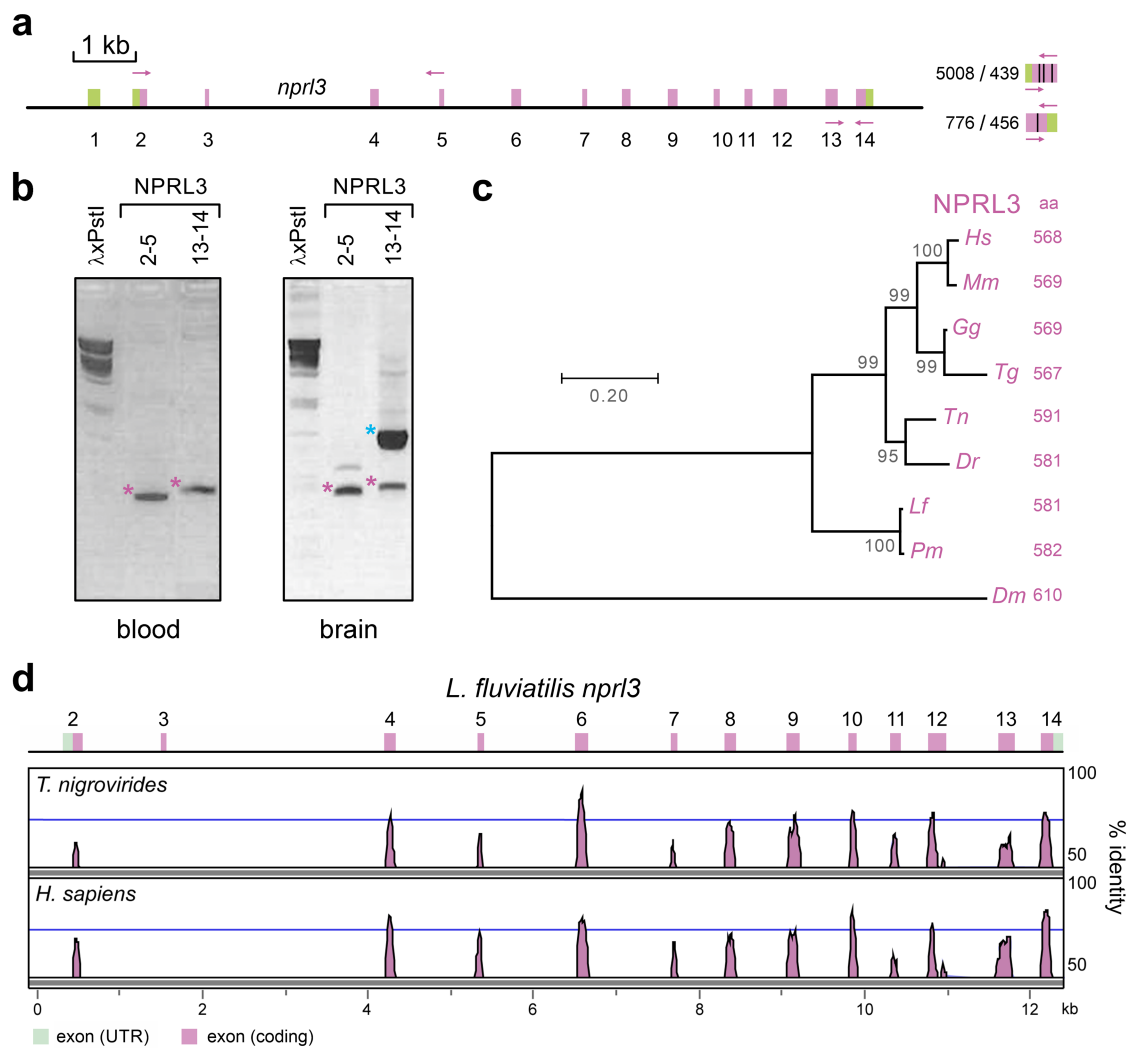 a
1 kb
nprl3
5008 / 439
776 / 456
1 2 3 4 5 6 7 8 9 10 11 12 13 14
b
NPRL3
NPRL3
λxPstI
2-5
13-14
λxPstI
2-5
13-14
*
*
*
*
*
blood
brain
c
NPRL3 aa
Hs 568
Mm 569
Gg 569
Tg 567
Tn 591
Dr 581
Lf 581
Pm 582
Dm 610
100
99
99
99
95
100
0.20
d
L. fluviatilis nprl3
2 3 4 5 6 7 8 9 10 11 12 13 14
T. nigrovirides
100
50
H. sapiens
100
50
% identity
0 2 4 6 8 10 12 kb
exon (UTR)
exon (coding)